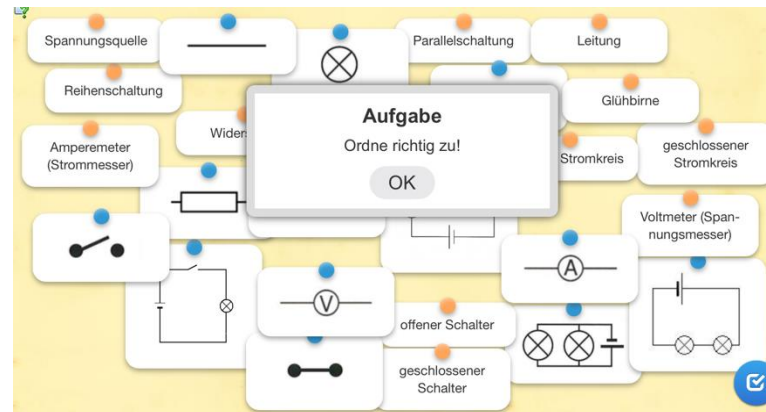 Spannungsquelle
Parallelschaltung
Leitung
Reihenschaltung
Glühbirne
Aufgabe
Ordne richtig zu!
OK
Amperemeter
(Strommesser)
Stromkreis
geschlossener
Stromkreis
Voltmeter (Span-
nungsmesser)
A
V
offener Schalter
geschlossener
Schalter